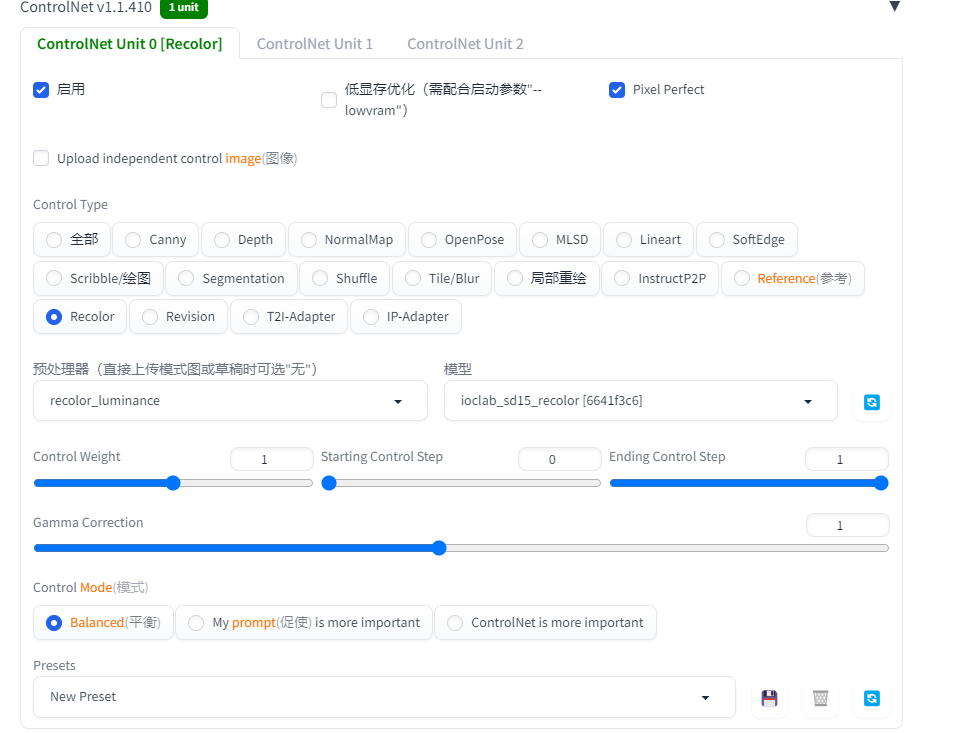 ControlNet v1.1.410 1 unit ▼
ControlNet Unit 0 [Recolor] ControlNet Unit 1 ControlNet Unit 2
启用 低显存优化（需配合启动参数"--lowvram"） Pixel Perfect
Upload independent control image(图像)
Control Type
全部 Canny Depth NormalMap OpenPose MLSD Lineart SoftEdge
Scribble/绘图 Segmentation Shuffle Tile/Blur 局部重绘 InstructP2P Reference(参考)
Recolor Revision T2I-Adapter IP-Adapter
预处理器（直接上传模式图或草稿时可选"无"） 模型
recolor_luminance ioclab_sd15_recolor [6641f3c6]
Control Weight 1 Starting Control Step 0 Ending Control Step 1
Gamma Correction 1
Control Mode(模式)
Balanced(平衡) My prompt(促使) is more important ControlNet is more important
Presets
New Preset